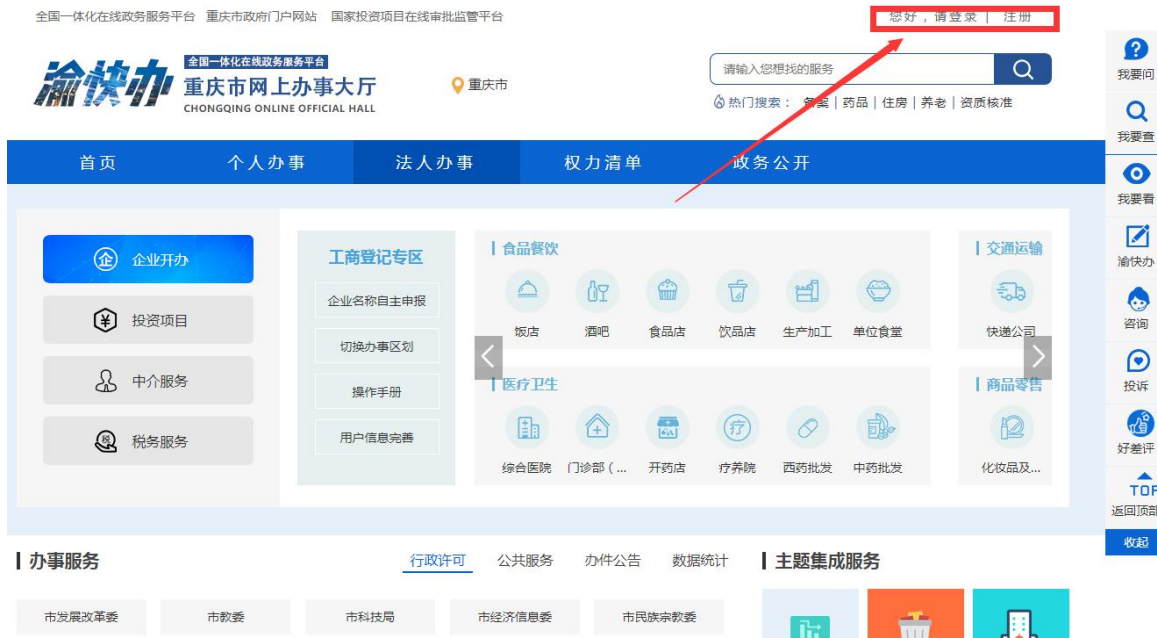 全国一体化在线政务服务平台 重庆市政府门户网站 国家投资项目在线审批监管平台
您好，请登录 | 注册
渝快办
全国一体化在线政务服务平台
重庆市网上办事大厅
CHONGQING ONLINE OFFICIAL HALL
重庆市
请输入您想找的服务
热门搜索： 备案 | 药品 | 住房 | 养老 | 资质核准
首页 个人办事 法人办事 权力清单 政务公开
企 企业开办
¥ 投资项目
中介服务
税 税务服务
工商登记专区
企业名称自主申报
切换办事区划
操作手册
用户信息完善
食品餐饮
饭店 酒吧 食品店 饮品店 生产加工 单位食堂
交通运输
快递公司
医疗卫生
疗
综合医院 门诊部（... 开药店 疗养院 西药批发 中药批发
商品零售
化妆品及...
我要问
我要查
我要看
渝快办
咨询
投诉
好差评
TOP
返回顶部
收起
办事服务
行政许可 公共服务 办件公告 数据统计
主题集成服务
市发展改革委 市教委 市科技局 市经济信息委 市民族宗教委